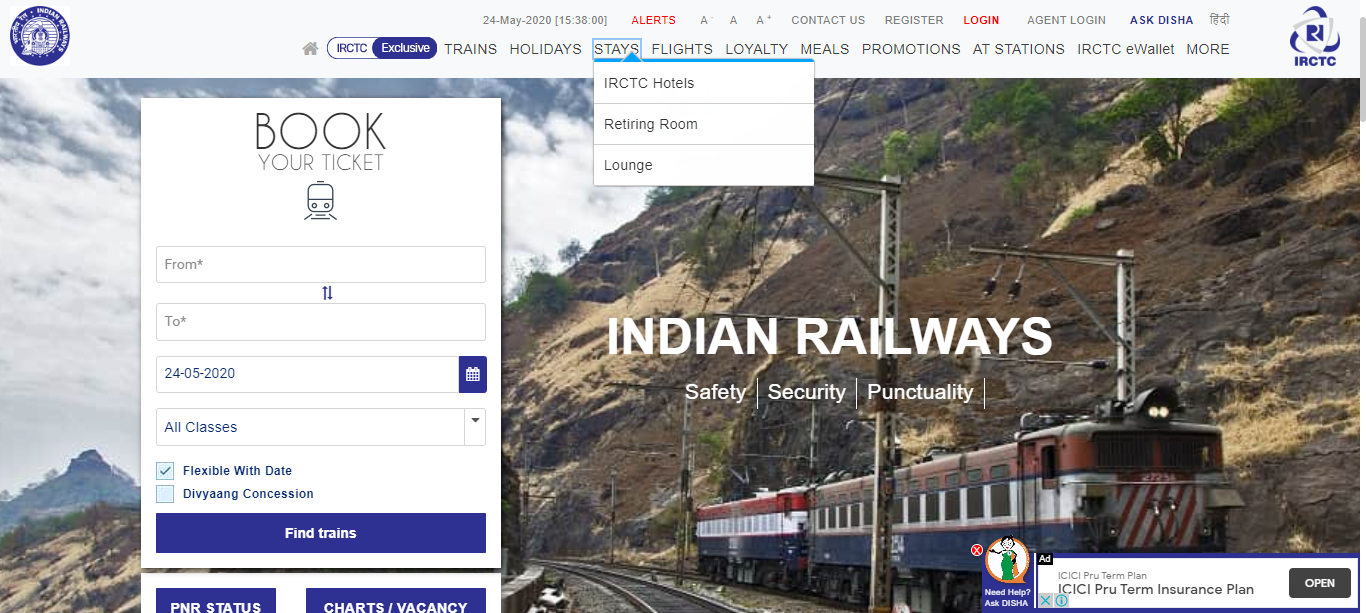 INDIAN RAILWAYS
24-May-2020 [15:38:00] ALERTS A- A A+ CONTACT US REGISTER LOGIN AGENT LOGIN ASK DISHA हिंदी
IRCTC Exclusive TRAINS HOLIDAYS STAYS FLIGHTS LOYALTY MEALS PROMOTIONS AT STATIONS IRCTC eWallet MORE
IRCTC
IRCTC Hotels
Retiring Room
Lounge
BOOK
YOUR TICKET
From*
To*
24-05-2020
All Classes
Flexible With Date
Divyaang Concession
Find trains
PNR STATUS
CHARTS / VACANCY
INDIAN RAILWAYS
Safety Security Punctuality
Need Help?
Ask DISHA
Ad
ICICI Pru Term Plan
ICICI Pru Term Insurance Plan
OPEN